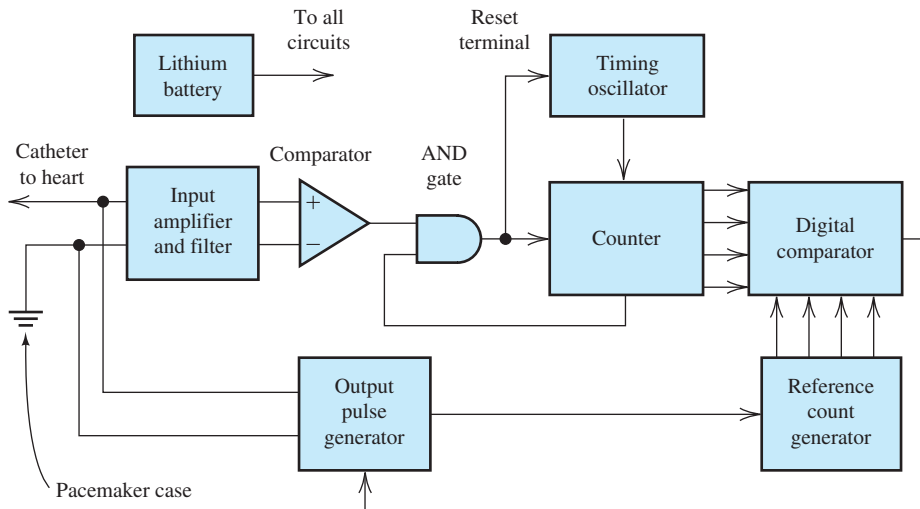 To all
circuits
Reset
terminal
Lithium
battery
Timing
oscillator
Catheter
to heart
Comparator
AND
gate
Input
amplifier
and filter
+
−
Counter
Digital
comparator
Output
pulse
generator
Reference
count
generator
Pacemaker case